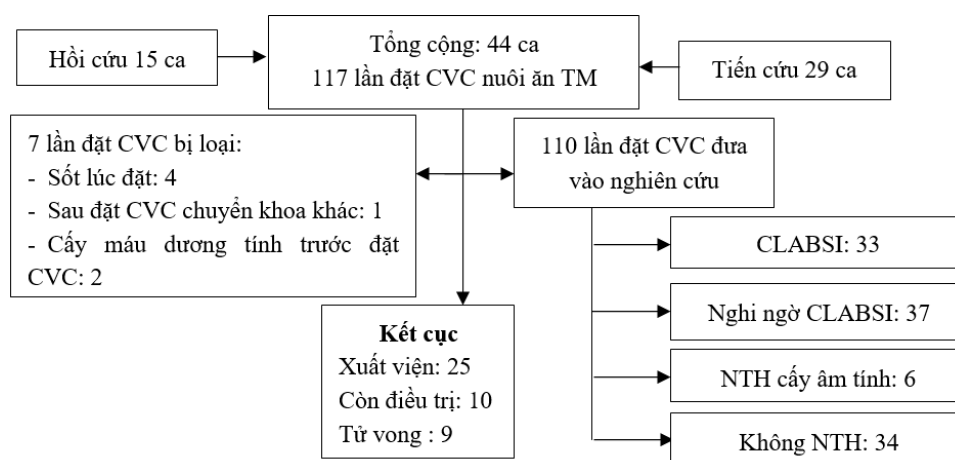 Hồi cứu 15 ca
Tổng cộng: 44 ca
117 lần đặt CVC nuôi ăn TM
Tiến cứu 29 ca
7 lần đặt CVC bị loại:
- Sốt lúc đặt: 4
- Sau đặt CVC chuyển khoa khác: 1
- Cấy máu dương tính trước đặt
CVC: 2
110 lần đặt CVC đưa
vào nghiên cứu
CLABSI: 33
Nghi ngờ CLABSI: 37
NTH cấy âm tính: 6
Không NTH: 34
Kết cục
Xuất viện: 25
Còn điều trị: 10
Tử vong : 9